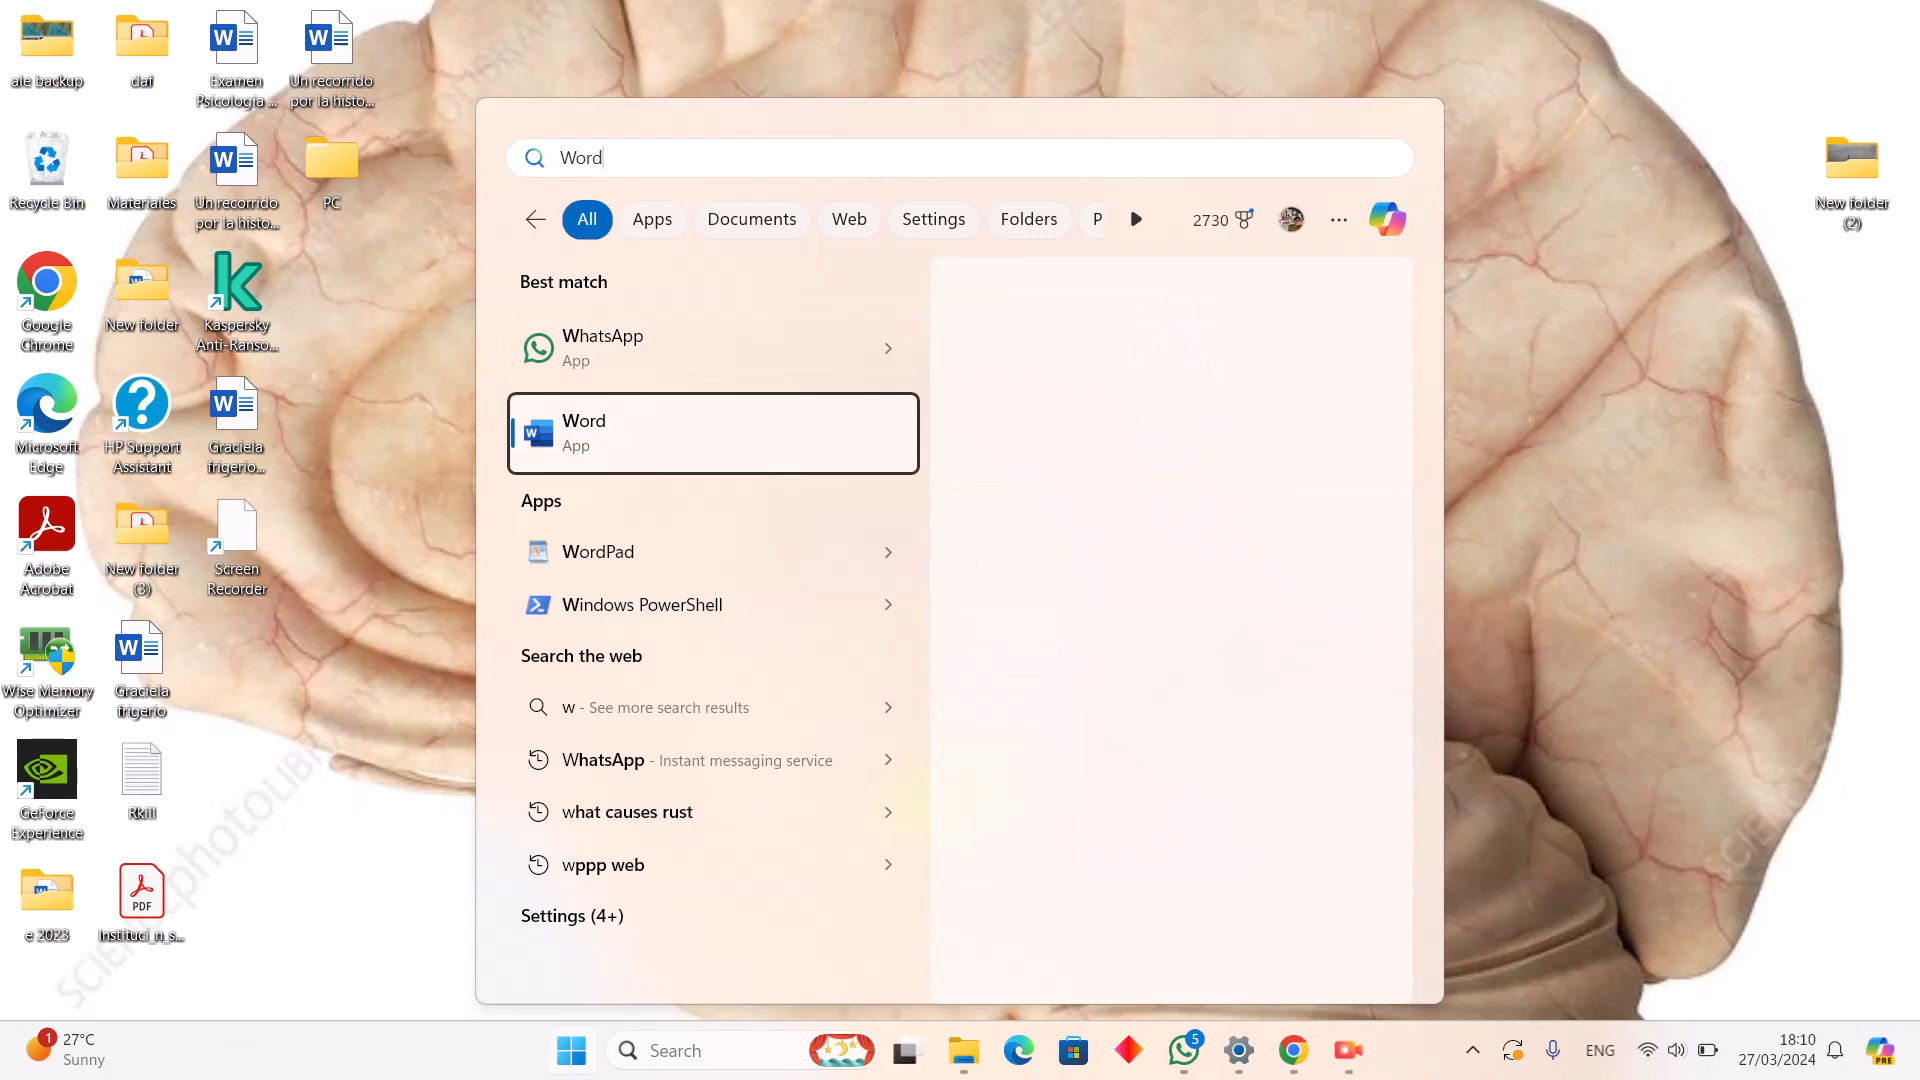 ale backup
daf
Examen
Psicologia ...
Un recorrido
por la histo...
Recycle Bin
Materiales
Un recorrido
por la histo...
PC
New folder
(2)
Google
Chrome
New folder
Kaspersky
Anti-Ranso...
Microsoft
Edge
HP Support
Assistant
Graciela
frigerio...
Adobe
Acrobat
New folder
(3)
Screen
Recorder
Wise Memory
Optimizer
Graciela
frigerio
GeForce
Experience
Rkill
e 2023
PDF
Instituci_n_s...
Word
All
Apps
Documents
Web
Settings
Folders
P
2730
Best match
WhatsApp
App
Word
App
Apps
WordPad
Windows PowerShell
Search the web
w - See more search results
WhatsApp - Instant messaging service
what causes rust
wppp web
Settings (4+)
1
27°C
Sunny
Search
5
ENG
18:10
27/03/2024
PRE